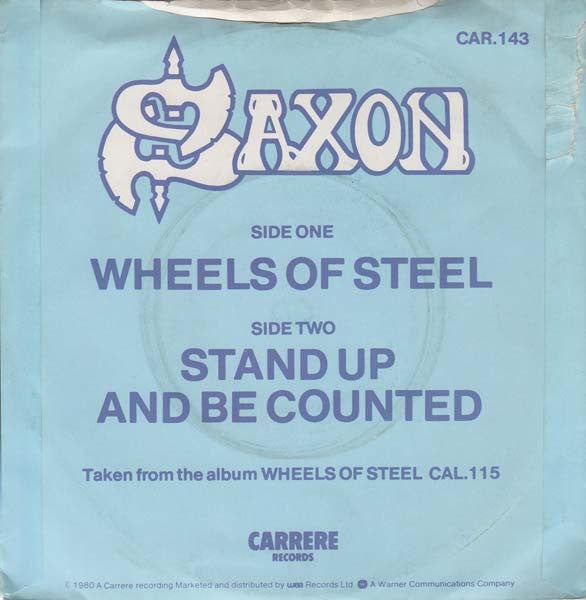 CAR.143
SAXON
SIDE ONE
WHEELS OF STEEL
SIDE TWO
STAND UP
AND BE COUNTED
Taken from the album WHEELS OF STEEL CAL.115
CARRERE
RECORDS
© 1980 A Carrere recording Marketed and distributed by wea Records Ltd. A Warner Communications Company